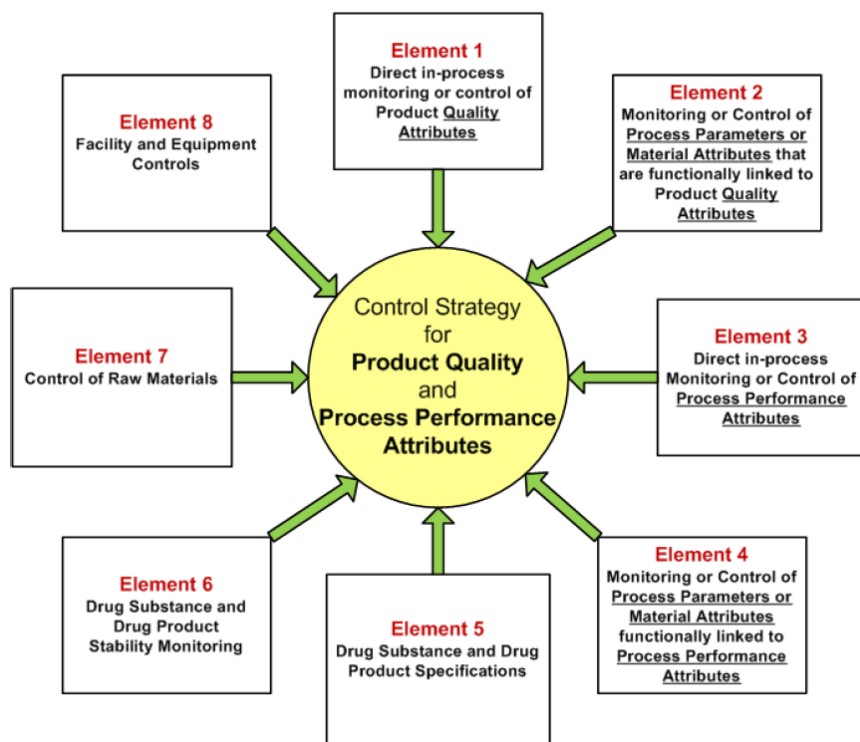 Element 1
Direct in-process
monitoring or control of
Product Quality
Attributes
Element 2
Monitoring or Control of
Process Parameters or
Material Attributes that
are functionally linked to
Product Quality
Attributes
Element 3
Direct in-process
Monitoring or Control of
Process Performance
Attributes
Element 4
Monitoring or Control of
Process Parameters or
Material Attributes
functionally linked to
Process Performance
Attributes
Element 5
Drug Substance and Drug
Product Specifications
Element 6
Drug Substance and
Drug Product
Stability Monitoring
Element 7
Control of Raw Materials
Element 8
Facility and Equipment
Controls
Control Strategy
for
Product Quality
and
Process Performance
Attributes